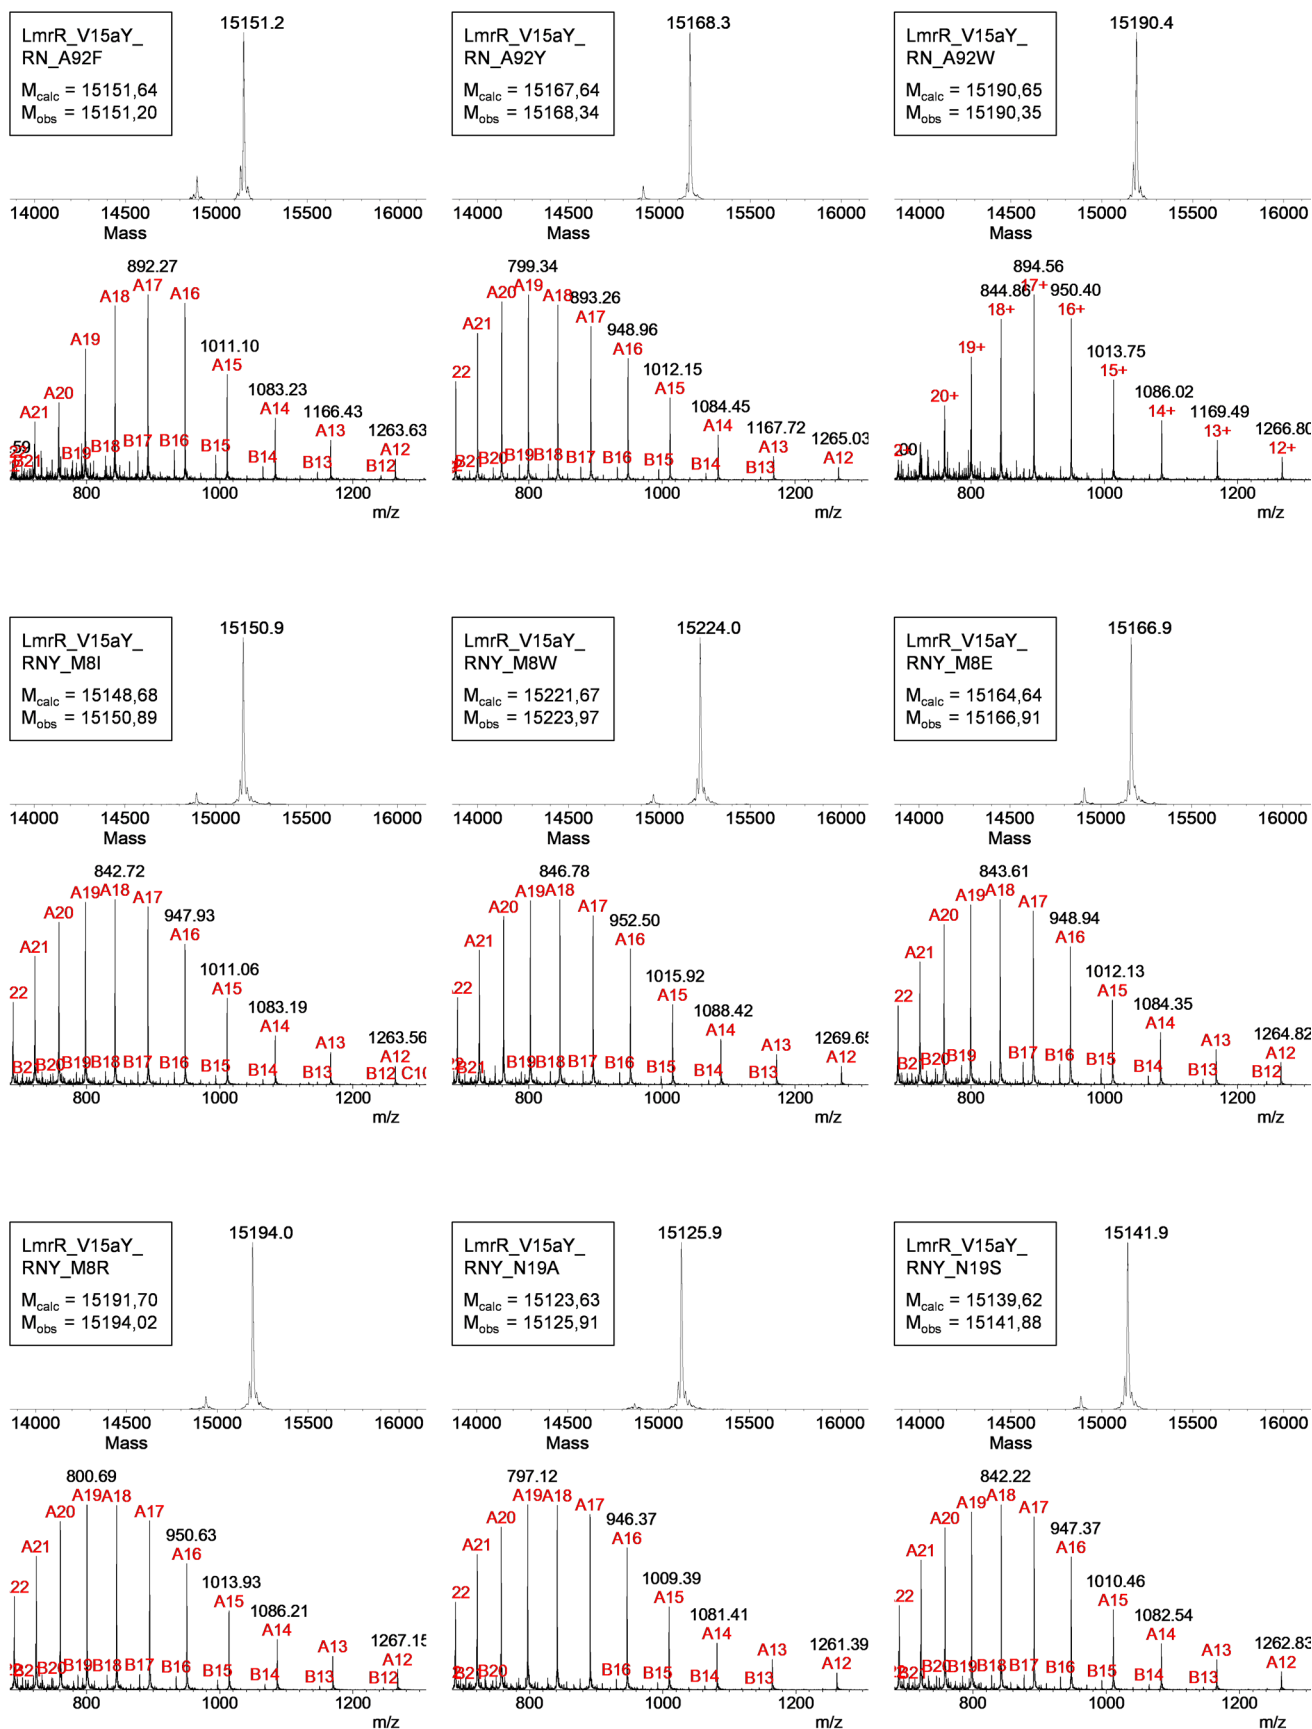 15151.2
LmrR_V15aY_
RN_A92F
Mcalc = 15151,64
Mobs = 15151,20
14000 14500 15000 15500 16000
Mass
15168.3
LmrR_V15aY_
RN_A92Y
Mcalc = 15167,64
Mobs = 15168,34
14000 14500 15000 15500 16000
Mass
15190.4
LmrR_V15aY_
RN_A92W
Mcalc = 15190,65
Mobs = 15190,35
14000 14500 15000 15500 16000
Mass
892.27
A18 A17 A16
A19
1011.10
A15
A20
1083.23
A21 A14
1166.43
A13
1263.63
59 B19 B18 B17 B16 B15 A12
B21 B14 B13 B12
800 1000 1200
m/z
799.34
A20 A19 A18
893.26
A21 A17
948.96
A16
22
1012.15
A15
1084.45
A14
1167.72
A13
1265.03
A12
B20 B19 B18 B17 B16 B15 B14 B13
800 1000 1200
m/z
894.56
17+
844.86 950.40
18+ 16+
19+
1013.75
15+
20+
1086.02
14+
1169.49
13+
1266.80
12+
00
800 1000 1200
m/z
15150.9
LmrR_V15aY_
RNY_M8I
Mcalc = 15148,68
Mobs = 15150,89
14000 14500 15000 15500 16000
Mass
15224.0
LmrR_V15aY_
RNY_M8W
Mcalc = 15221,67
Mobs = 15223,97
14000 14500 15000 15500 16000
Mass
15166.9
LmrR_V15aY_
RNY_M8E
Mcalc = 15164,64
Mobs = 15166,91
14000 14500 15000 15500 16000
Mass
842.72
A19 A18 A17
A20
947.93
A16
A21
1011.06
A15
22
1083.19
A14
A13
1263.56
A12
B20 B19 B18 B17 B16 B15 B14 B13 B12
800 1000 1200
m/z
846.78
A19 A18
A20 A17
952.50
A16
A21
1015.92
A15
.22
1088.42
A14
A13
1269.65
A12
B21 B20 B19 B18 B17 B16 B15 B14 B13
800 1000 1200
m/z
843.61
A19 A18 A17
A20
948.94
A16
A21
1012.13
A15
22
1084.35
A14
A13
1264.82
A12
B20 B19 B17 B16 B15 B14 B13 B12
800 1000 1200
m/z
15194.0
LmrR_V15aY_
RNY_M8R
Mcalc = 15191,70
Mobs = 15194,02
14000 14500 15000 15500 16000
Mass
15125.9
LmrR_V15aY_
RNY_N19A
Mcalc = 15123,63
Mobs = 15125,91
14000 14500 15000 15500 16000
Mass
15141.9
LmrR_V15aY_
RNY_N19S
Mcalc = 15139,62
Mobs = 15141,88
14000 14500 15000 15500 16000
Mass
800.69
A19 A18 A17
A20
950.63
A16
A21
1013.93
A15
22
1086.21
A14
A13
1267.15
A12
B20 B19 B18 B17 B16 B15 B14 B13 B12
800 1000 1200
m/z
797.12
A19 A18 A17
A20
946.37
A16
A21
1009.39
A15
22
1081.41
A14
A13
1261.39
A12
B20 B16 B15 B14 B13
800 1000 1200
m/z
842.22
A19 A18 A17
A20
947.37
A16
A21
1010.46
A15
.22
1082.54
A14
A13
1262.83
A12
B20 B19 B18 B17 B16 B15 B14 B13
800 1000 1200
m/z